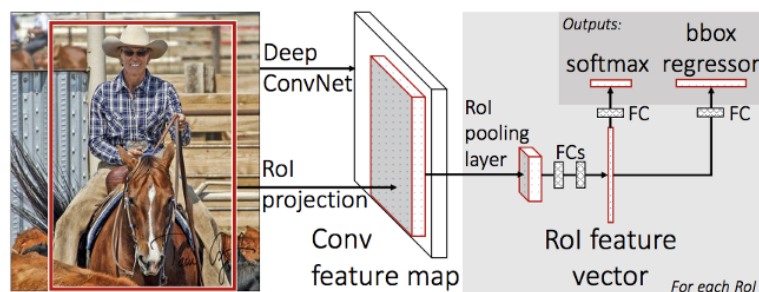 Deep
ConvNet
RoI
projection
Conv
feature map
RoI
pooling
layer
FCs
Outputs:
softmax
bbox
regressor
FC
FC
RoI feature
vector
For each RoI